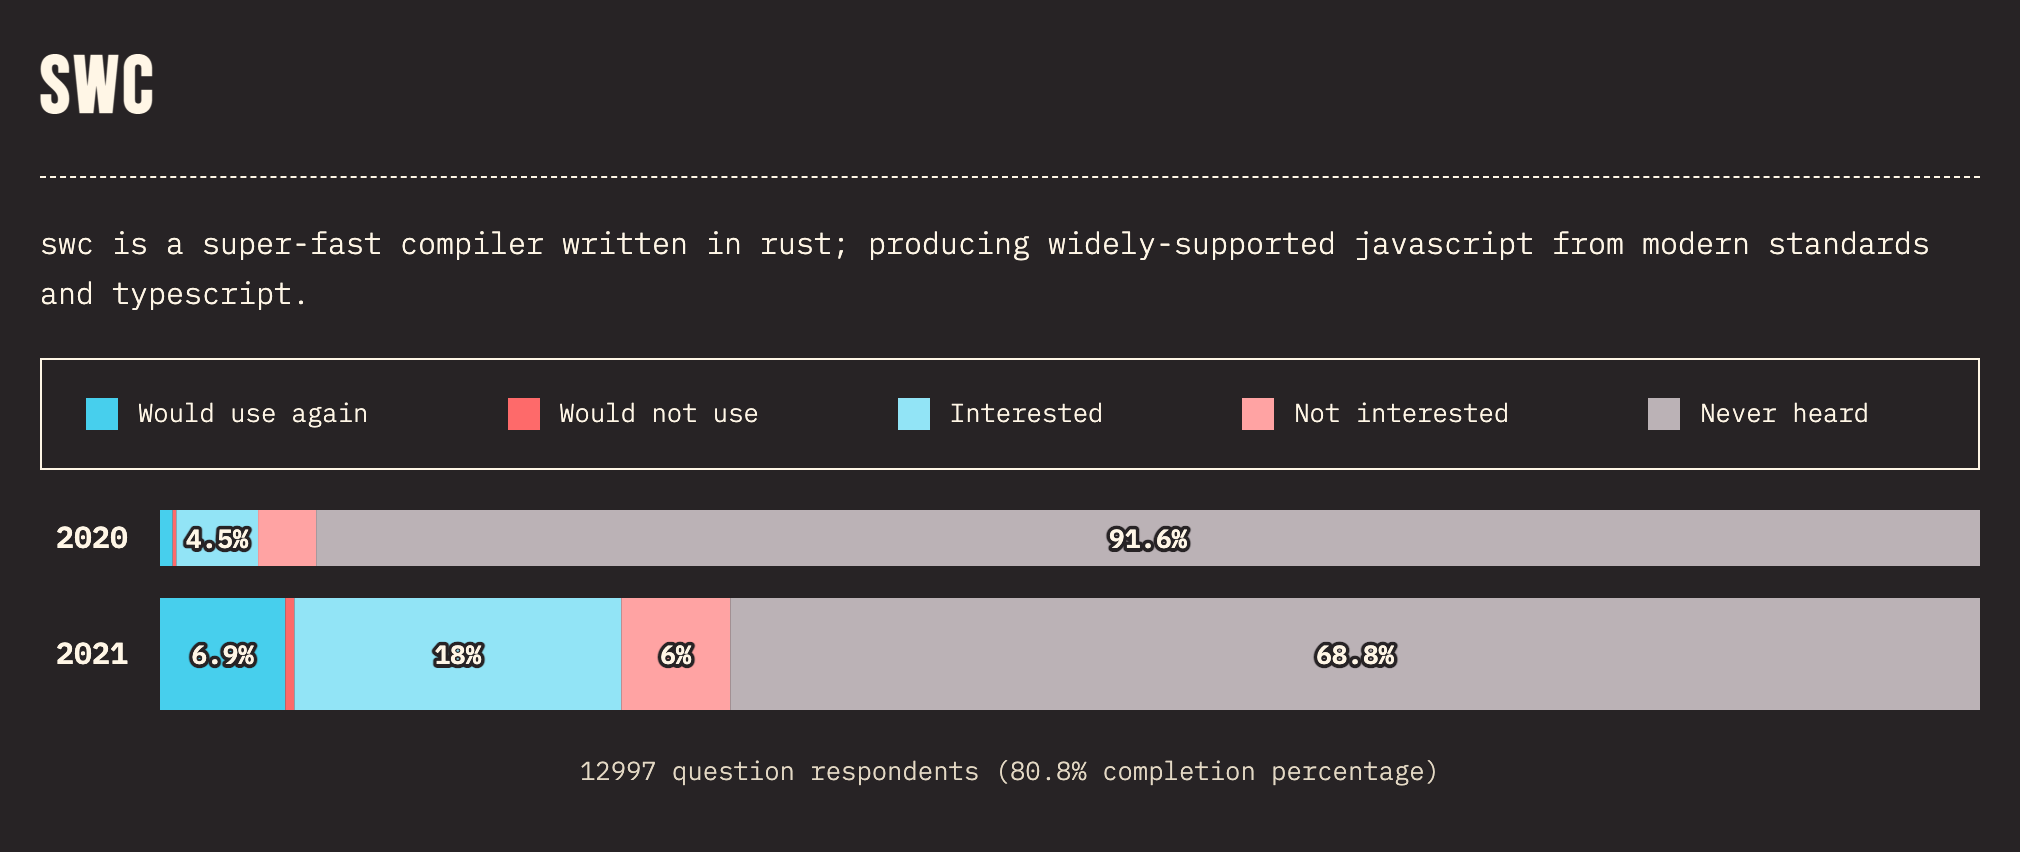 SWC
swc is a super-fast compiler written in rust; producing widely-supported javascript from modern standards
and typescript.
Would use again Would not use Interested Not interested Never heard
2020 4.5% 91.6%
2021 6.9% 18% 6% 68.8%
12997 question respondents (80.8% completion percentage)